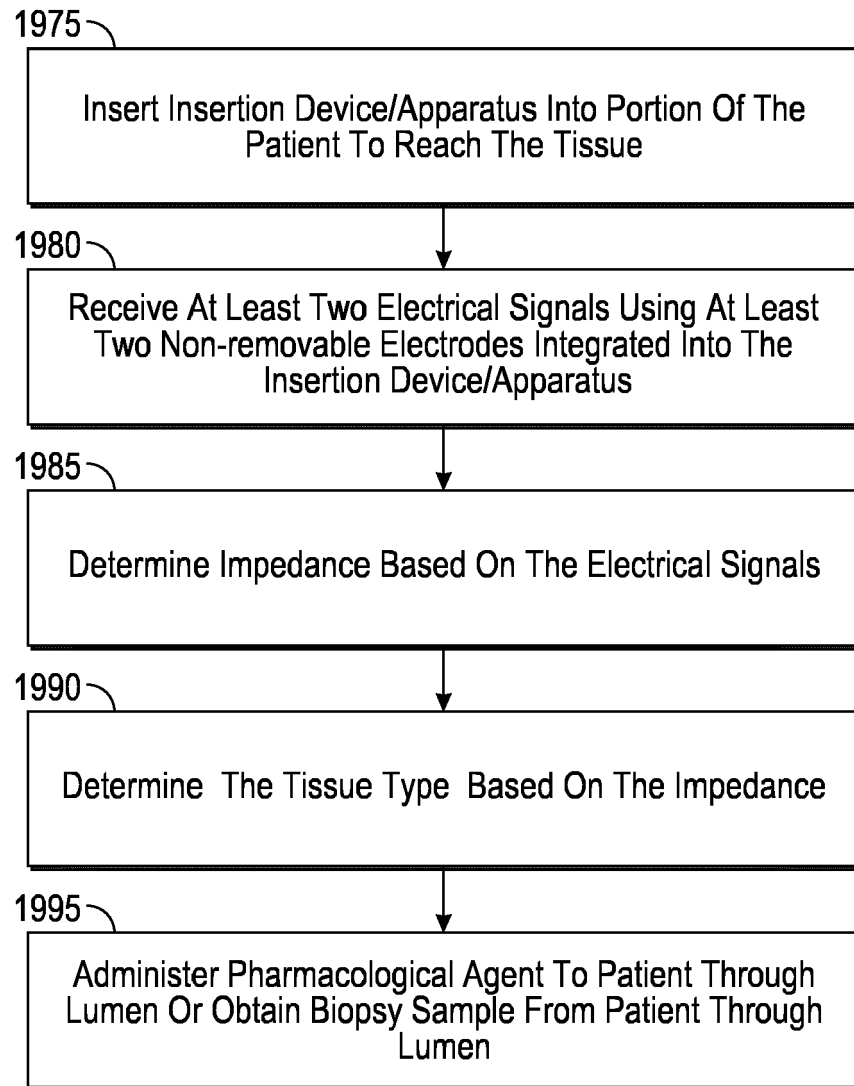 1975
Insert Insertion Device/Apparatus Into Portion Of The
Patient To Reach The Tissue
1980
Receive At Least Two Electrical Signals Using At Least
Two Non-removable Electrodes Integrated Into The
Insertion Device/Apparatus
1985
Determine Impedance Based On The Electrical Signals
1990
Determine The Tissue Type Based On The Impedance
1995
Administer Pharmacological Agent To Patient Through
Lumen Or Obtain Biopsy Sample From Patient Through
Lumen